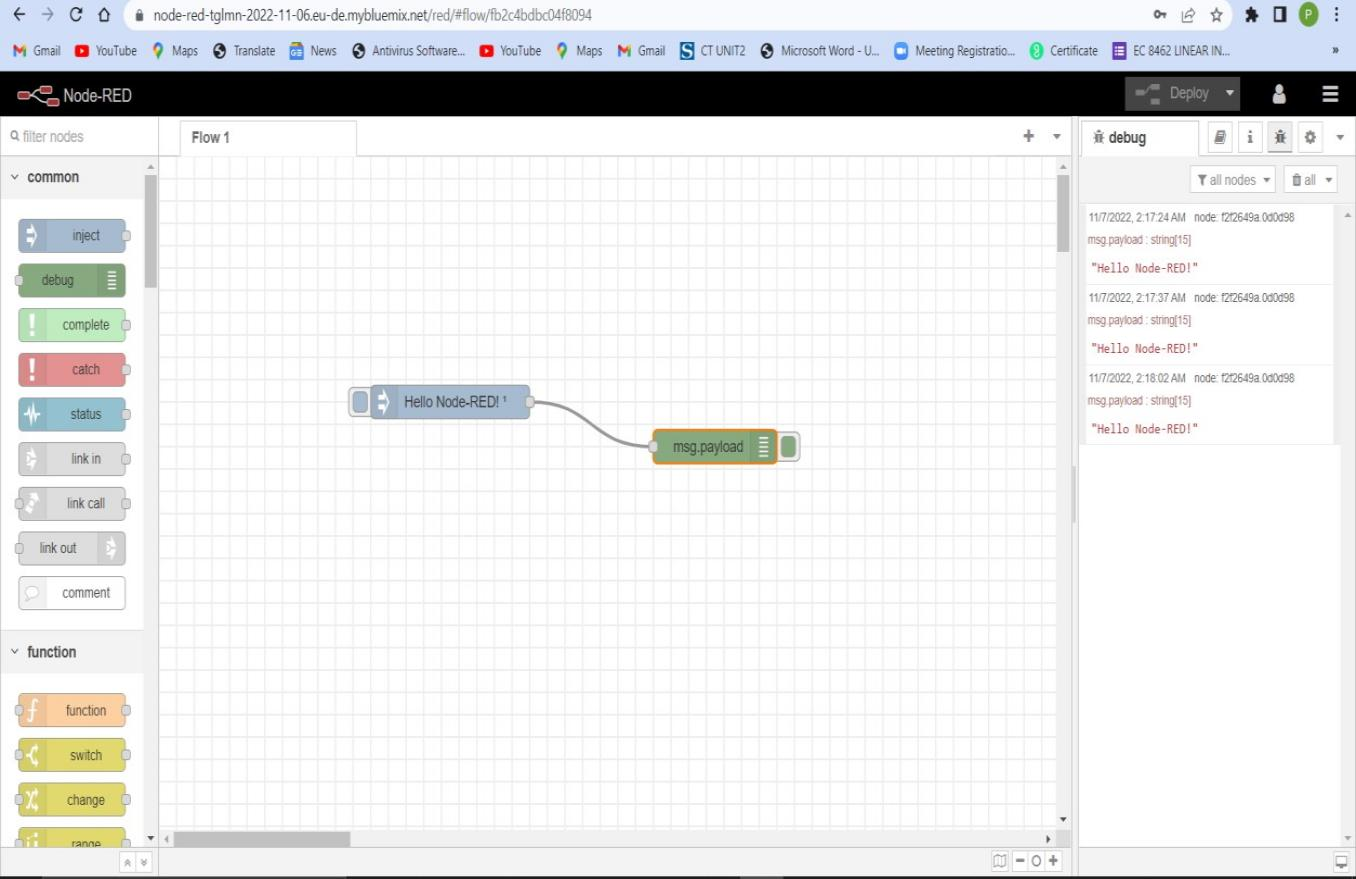 node-red-tglmn-2022-11-06.eu-de.mybluemix.net/red/#flow/fb2c4bdbc04f8094
P
Gmail YouTube Maps Translate News Antivirus Software... YouTube Maps Gmail CT UNIT2 Microsoft Word - U... Meeting Registratio... Certificate EC 8462 LINEAR IN... »
Node-RED Deploy
filter nodes
Flow 1
debug
all nodes all
common
inject
debug
complete
catch
status
link in
link call
link out
comment
function
function
switch
change
range
Hello Node-RED! ¹
msg.payload
11/7/2022, 2:17:24 AM node: f2f2649a.0d0d98
msg.payload : string[15]
"Hello Node-RED!"
11/7/2022, 2:17:37 AM node: f2f2649a.0d0d98
msg.payload : string[15]
"Hello Node-RED!"
11/7/2022, 2:18:02 AM node: f2f2649a.0d0d98
msg.payload : string[15]
"Hello Node-RED!"